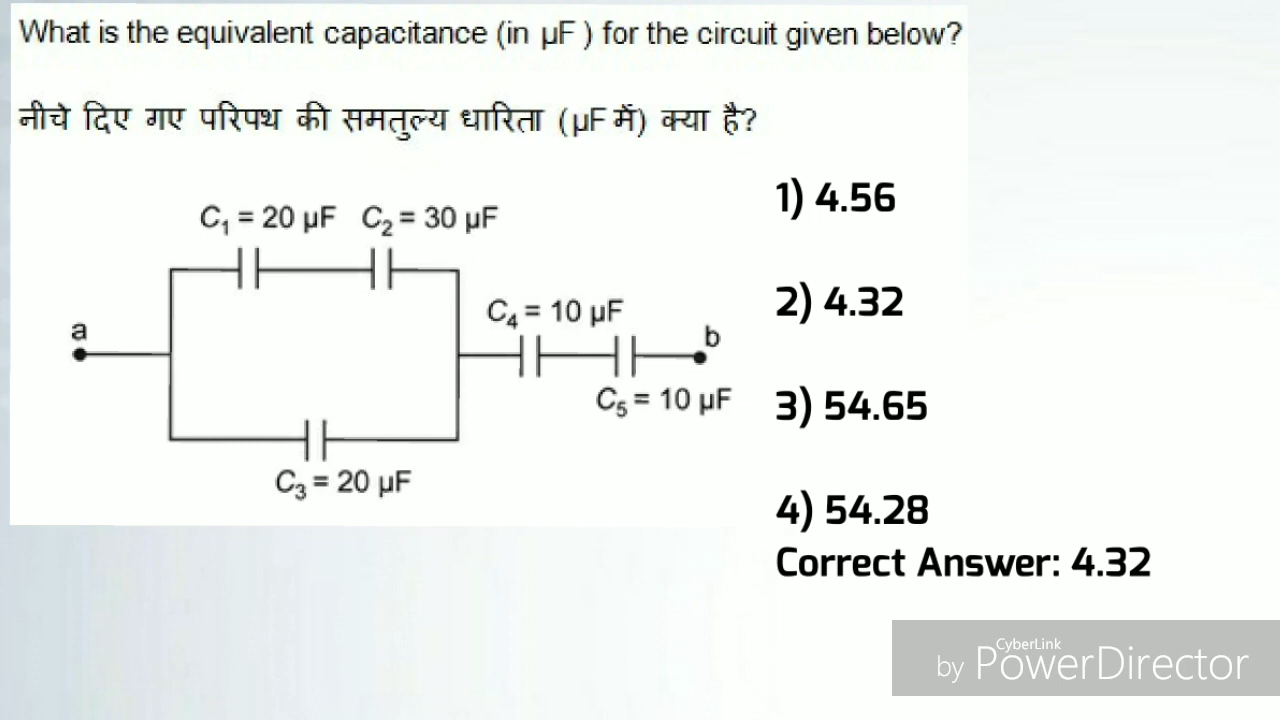 What is the equivalent capacitance (in µF ) for the circuit given below?
नीचे दिए गए परिपथ की समतुल्य धारिता (µF में) क्या है?
C₁ = 20 µF C₂ = 30 µF
C₄ = 10 µF
a
b
C₅ = 10 µF
C₃ = 20 µF
1) 4.56
2) 4.32
3) 54.65
4) 54.28
Correct Answer: 4.32
CyberLink
by PowerDirector